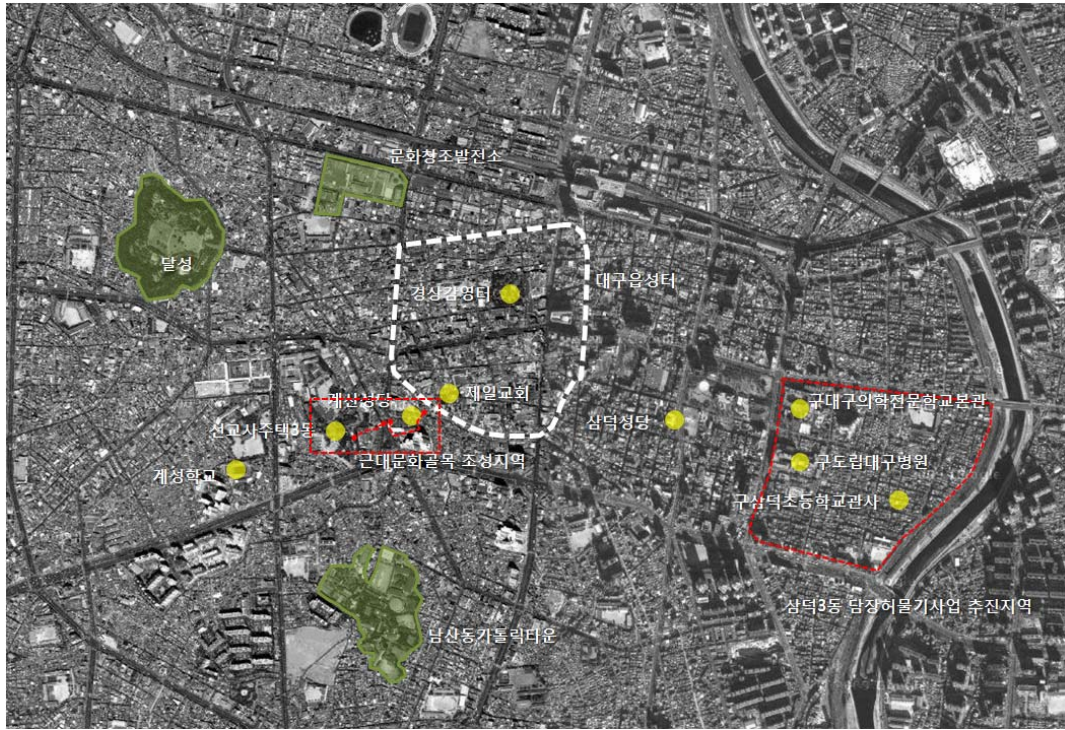 문화창조발전소
달성
대구읍성터
경상감영터
제일교회
계산성당
구대구의학전문학교본관
선교사주택3동
삼덕성당
근대문화골목 조성지역
구도립대구병원
계성학교
구삼덕초등학교관사
삼덕3동 담장허물기사업 추진지역
남산동가톨릭타운